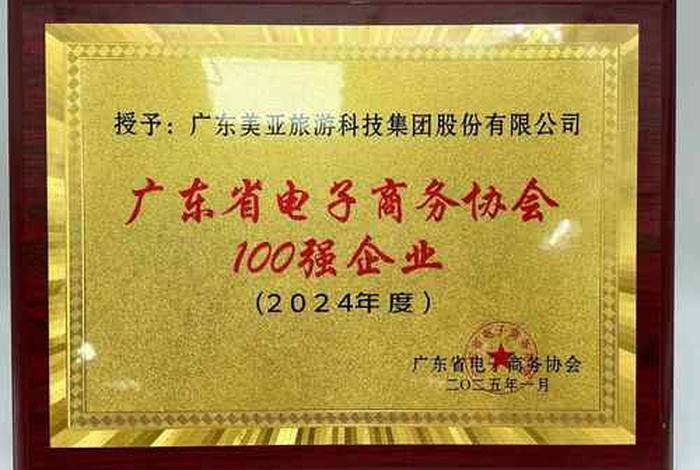 授予：广东美亚旅游科技集团股份有限公司
广东省电子商务协会
100强企业
（2024年度）
广东省电子商务协会
二〇二五年一月